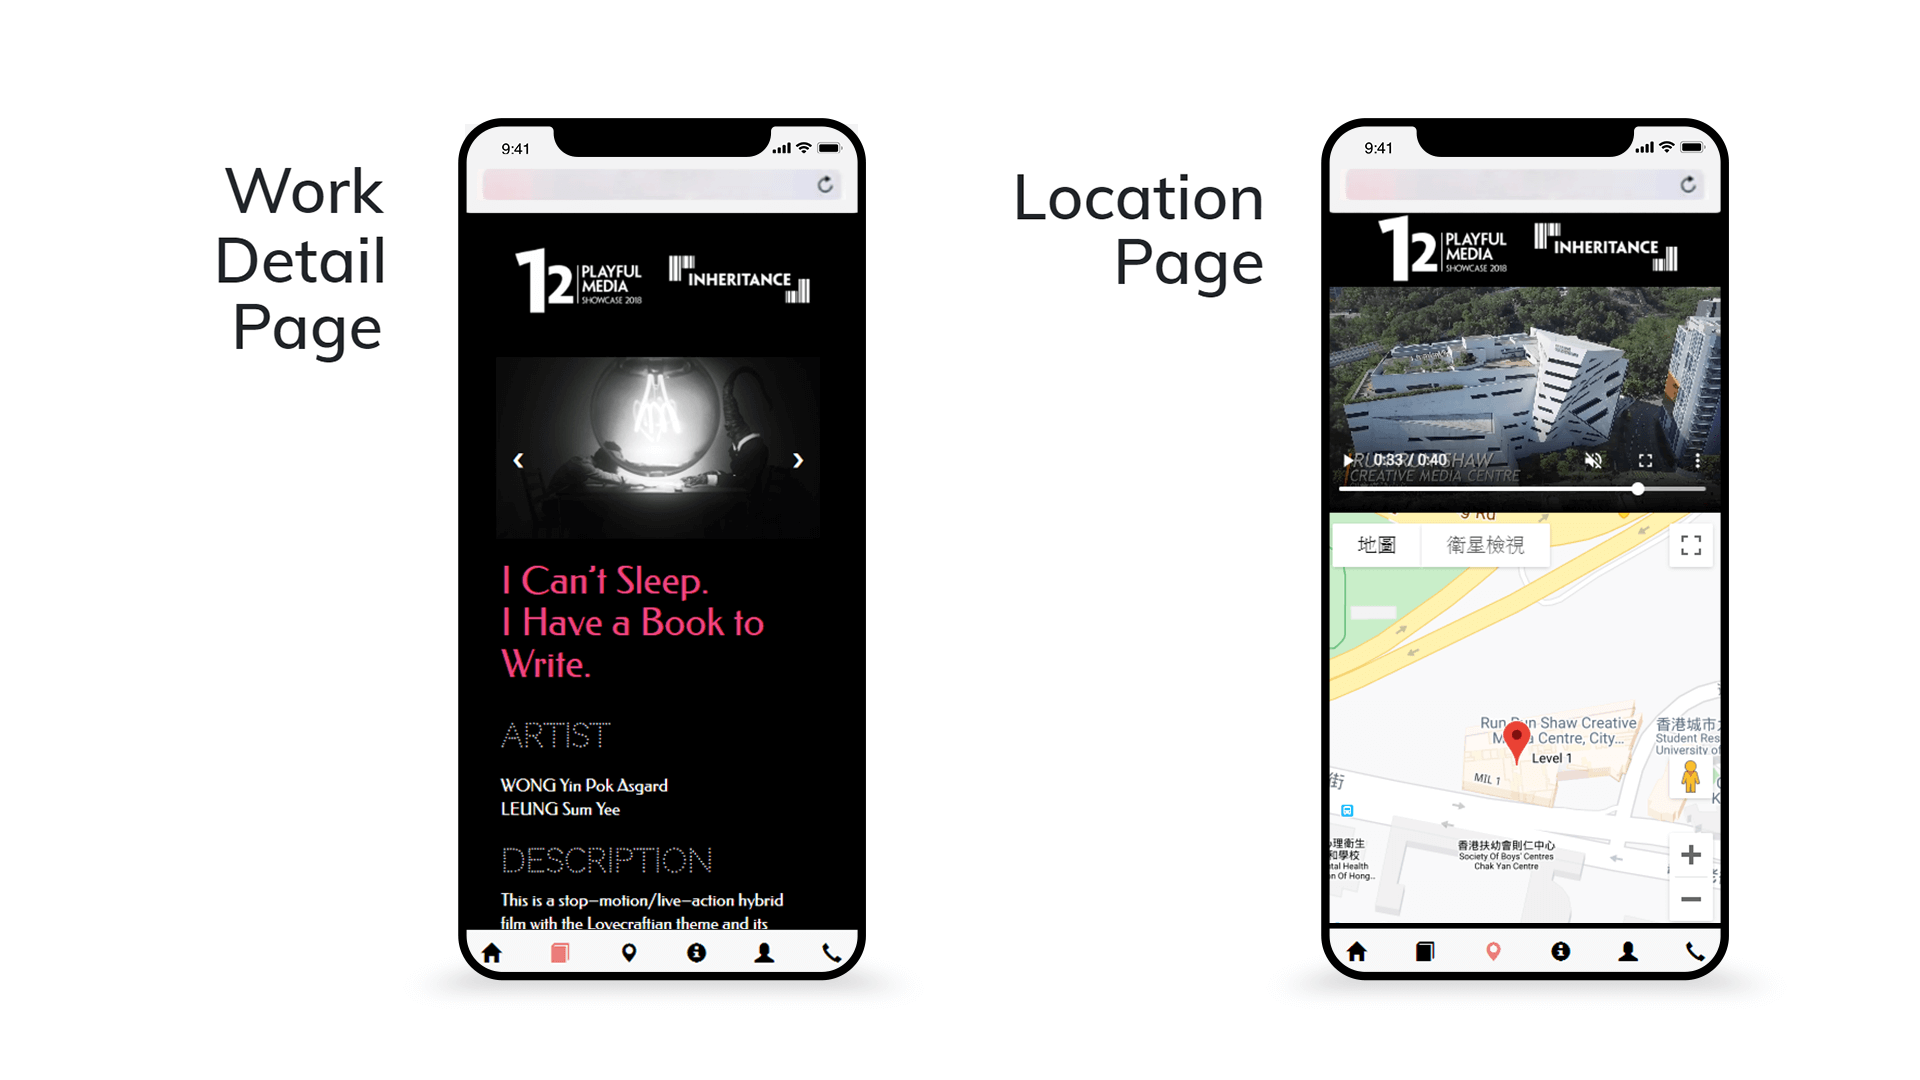 Work
Detail
Page
9:41
12 PLAYFUL
MEDIA
SHOWCASE 2018
INHERITANCE
I Can't Sleep.
I Have a Book to
Write.
ARTIST
WONG Yin Pok Asgard
LEUNG Sum Yee
DESCRIPTION
This is a stop-motion/live-action hybrid
film with the Lovecraftian theme and its
Location
Page
9:41
12 PLAYFUL
MEDIA
SHOWCASE 2018
INHERITANCE
0:33 / 0:40
SHAW
CREATIVE MEDIA CENTRE
地圖
衛星檢視
Run Run Shaw Creative
Centre, City...
Level 1
MIL 1
香港城市
Student Res
University of
街
心理衛生
和學校
tal Health
n Of Hong..
香港扶幼會則仁中心
Society Of Boys' Centres
Chak Yan Centre